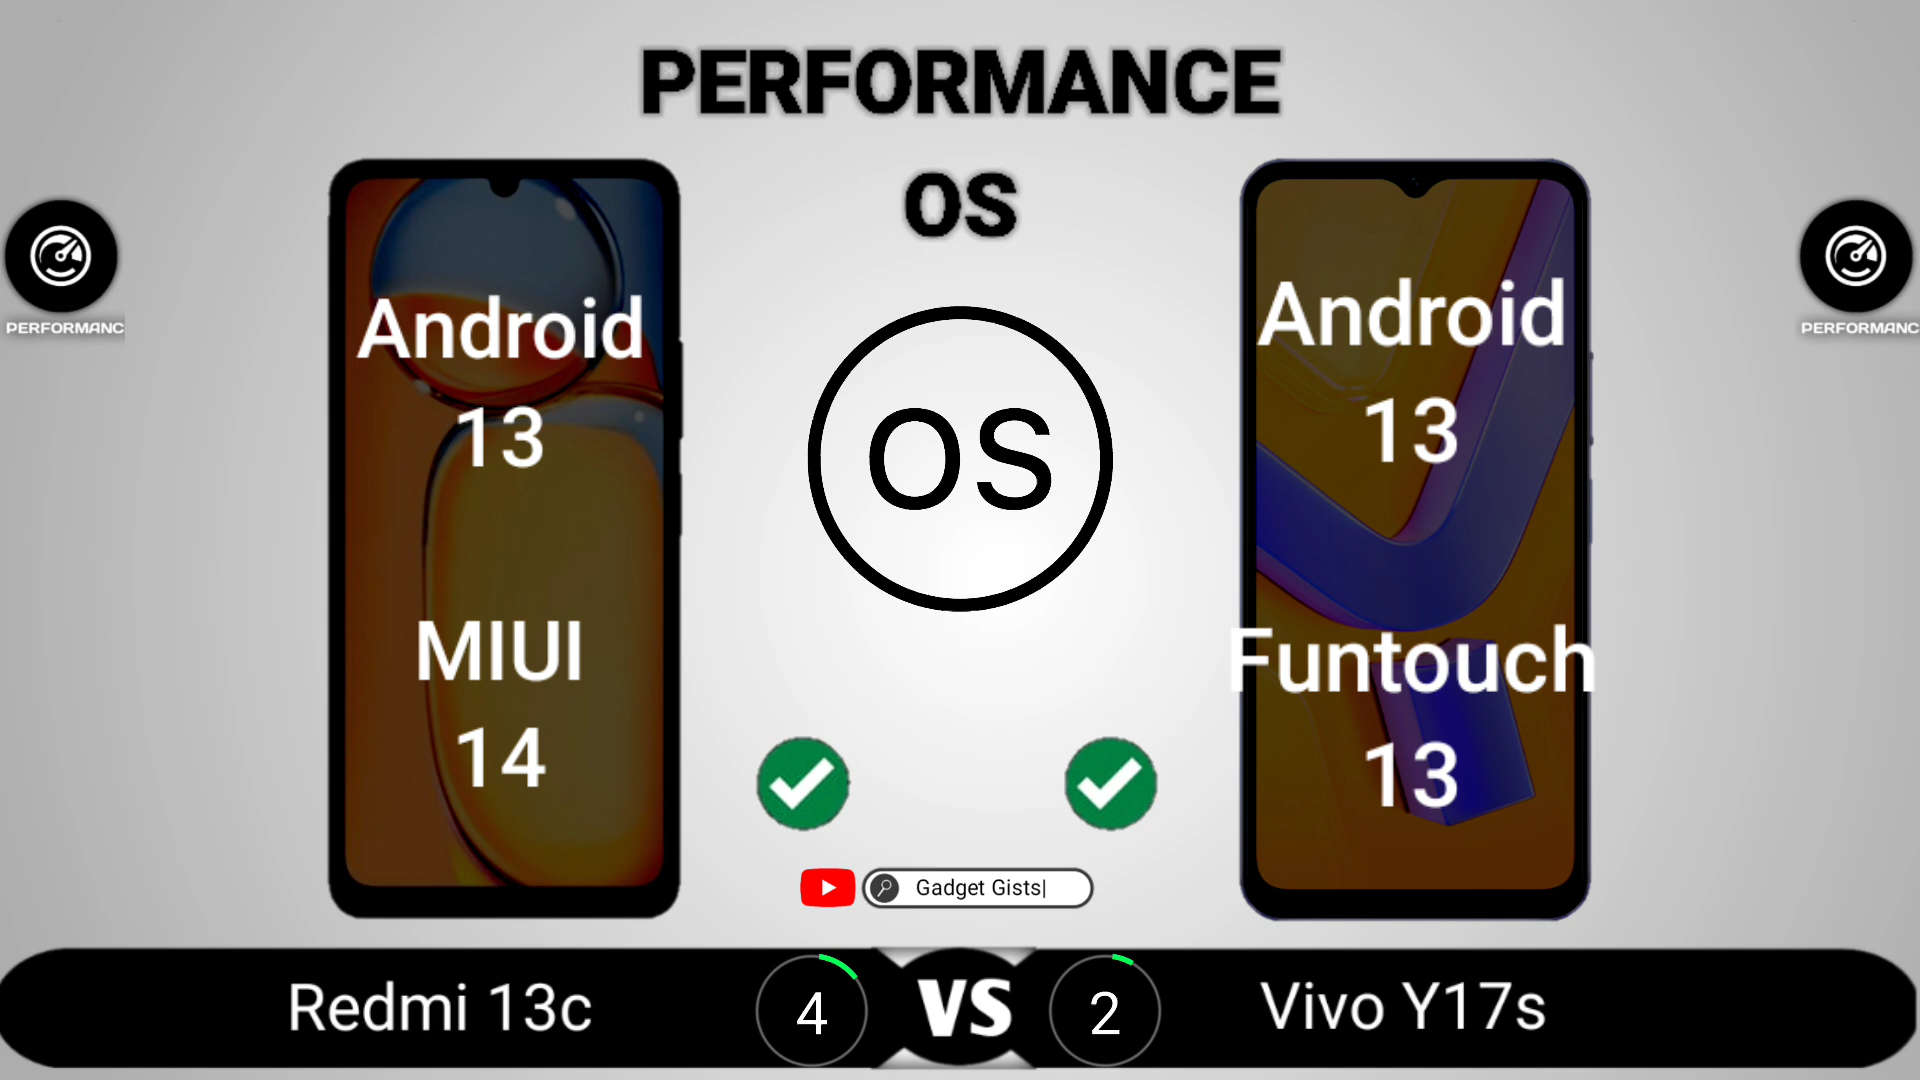 PERFORMANCE
OS
PERFORMANC
PERFORMANC
Android
13
MIUI
14
OS
Android
13
Funtouch
13
Gadget Gists|
Redmi 13c
4
VS
2
Vivo Y17s